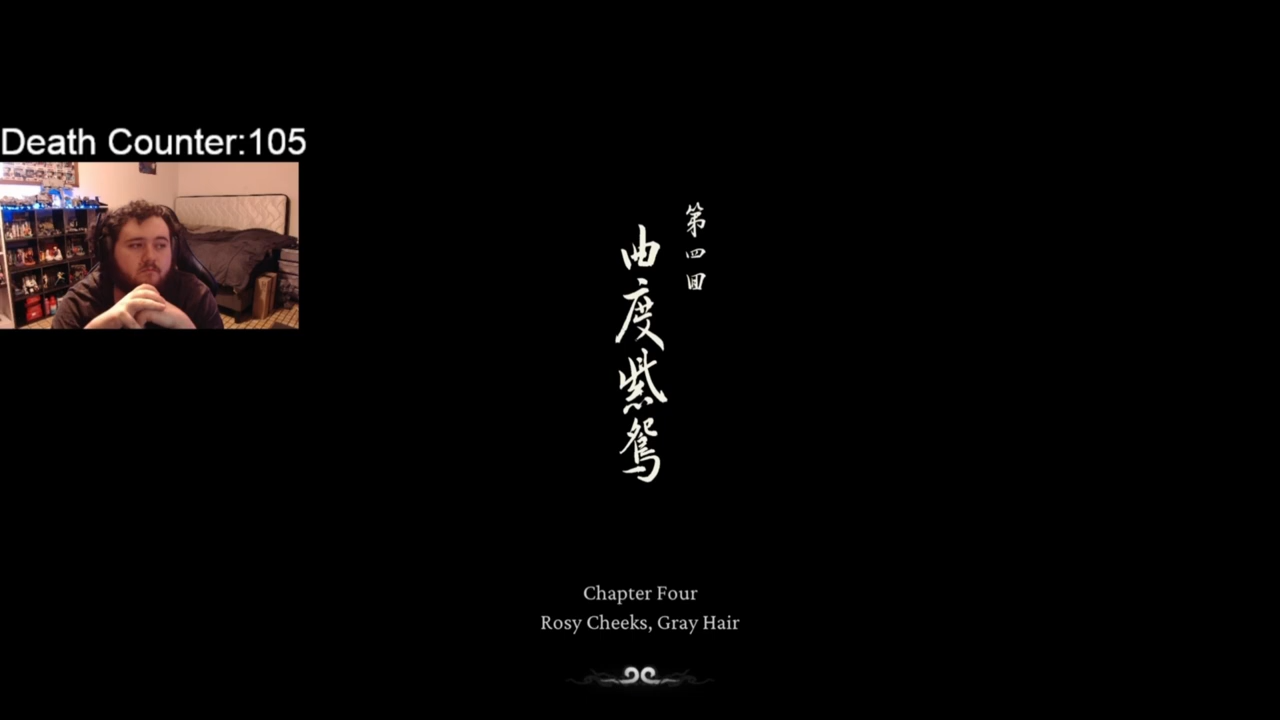 Death Counter:105
第四回
曲度紫鸳
Chapter Four
Rosy Cheeks, Gray Hair